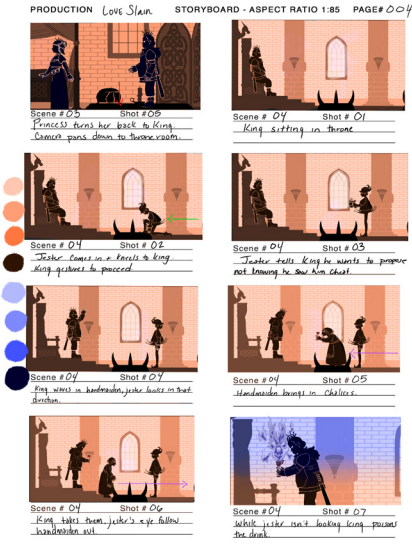 PRODUCTION Love Slain STORYBOARD - ASPECT RATIO 1:85 PAGE# 004
Scene # 03 Shot # 05
Princess turns her back to King.
Camera pans down to throne room.
Scene # 04 Shot # 01
King sitting in throne
Scene # 04 Shot # 02
Jester Comes in + Kneels to King.
King gestures to proceed
Scene # 04 Shot # 03
Jester tells King he wants to propose
not knowing he saw him cheat.
Scene # 04 Shot # 04
King waves in handmaiden, jester looks in that
direction.
Scene # 04 Shot # 05
Handmaiden brings in Chalices.
Scene # 04 Shot # 06
King takes them, jester's eye follow
handmaiden out.
Scene # 04 Shot # 07
While jester isn't looking King poisons
the drink.